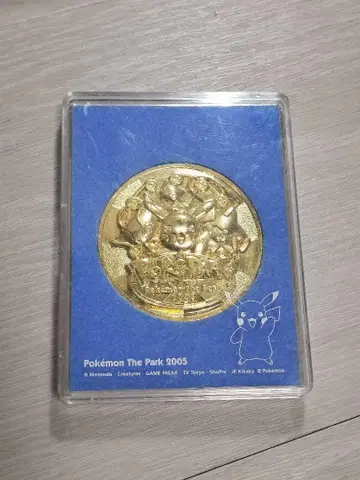 Pokémon The Park 2005
© Nintendo · Creatures · GAME FREAK · TV Tokyo · ShoPro · JR Kikaku © Pokémon